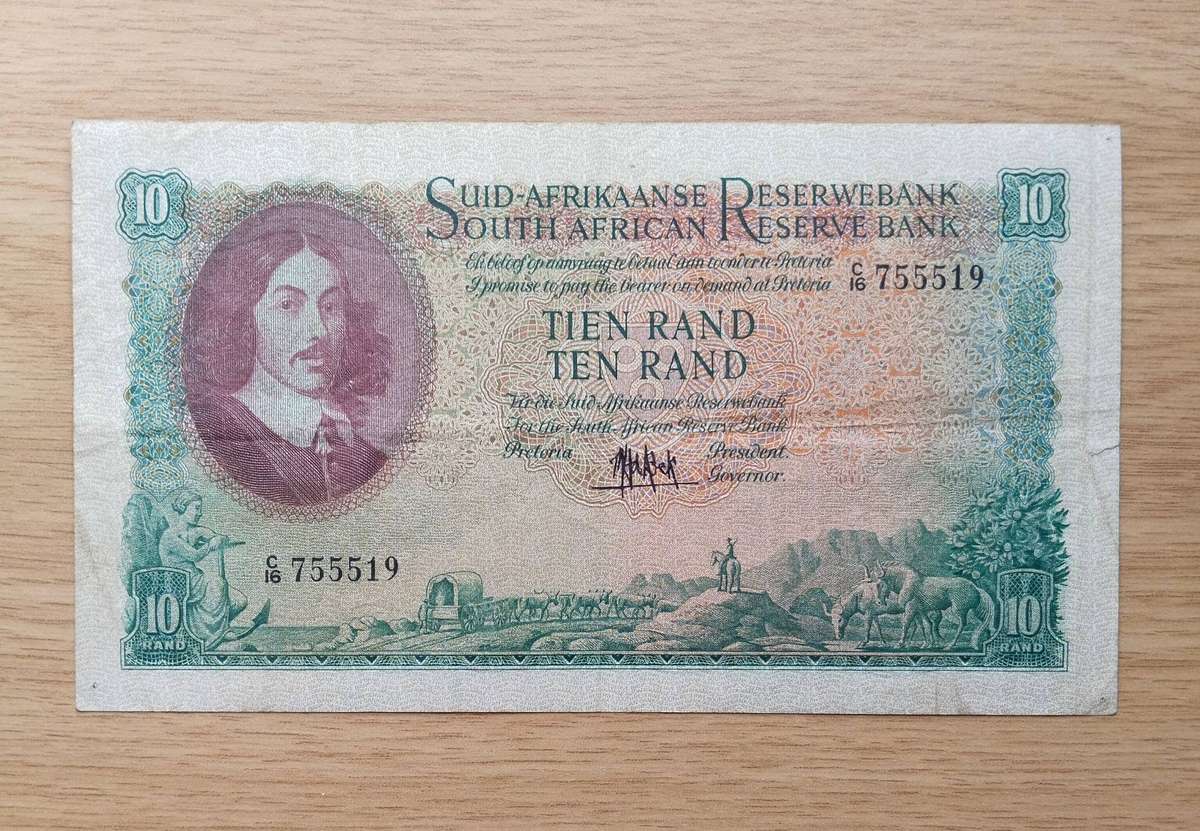 10
10
SUID-AFRIKAANSE RESERWEBANK
SOUTH AFRICAN RESERVE BANK
Ek beloof op aanvraag te betaal aan toonder te Pretoria
I promise to pay the bearer on demand at Pretoria
C/16 755519
TIEN RAND
TEN RAND
Vir die Suid-Afrikaanse Reserwebank
For the South African Reserve Bank
Pretoria
President.
Governor.
C/16 755519
10
RAND
10
RAND